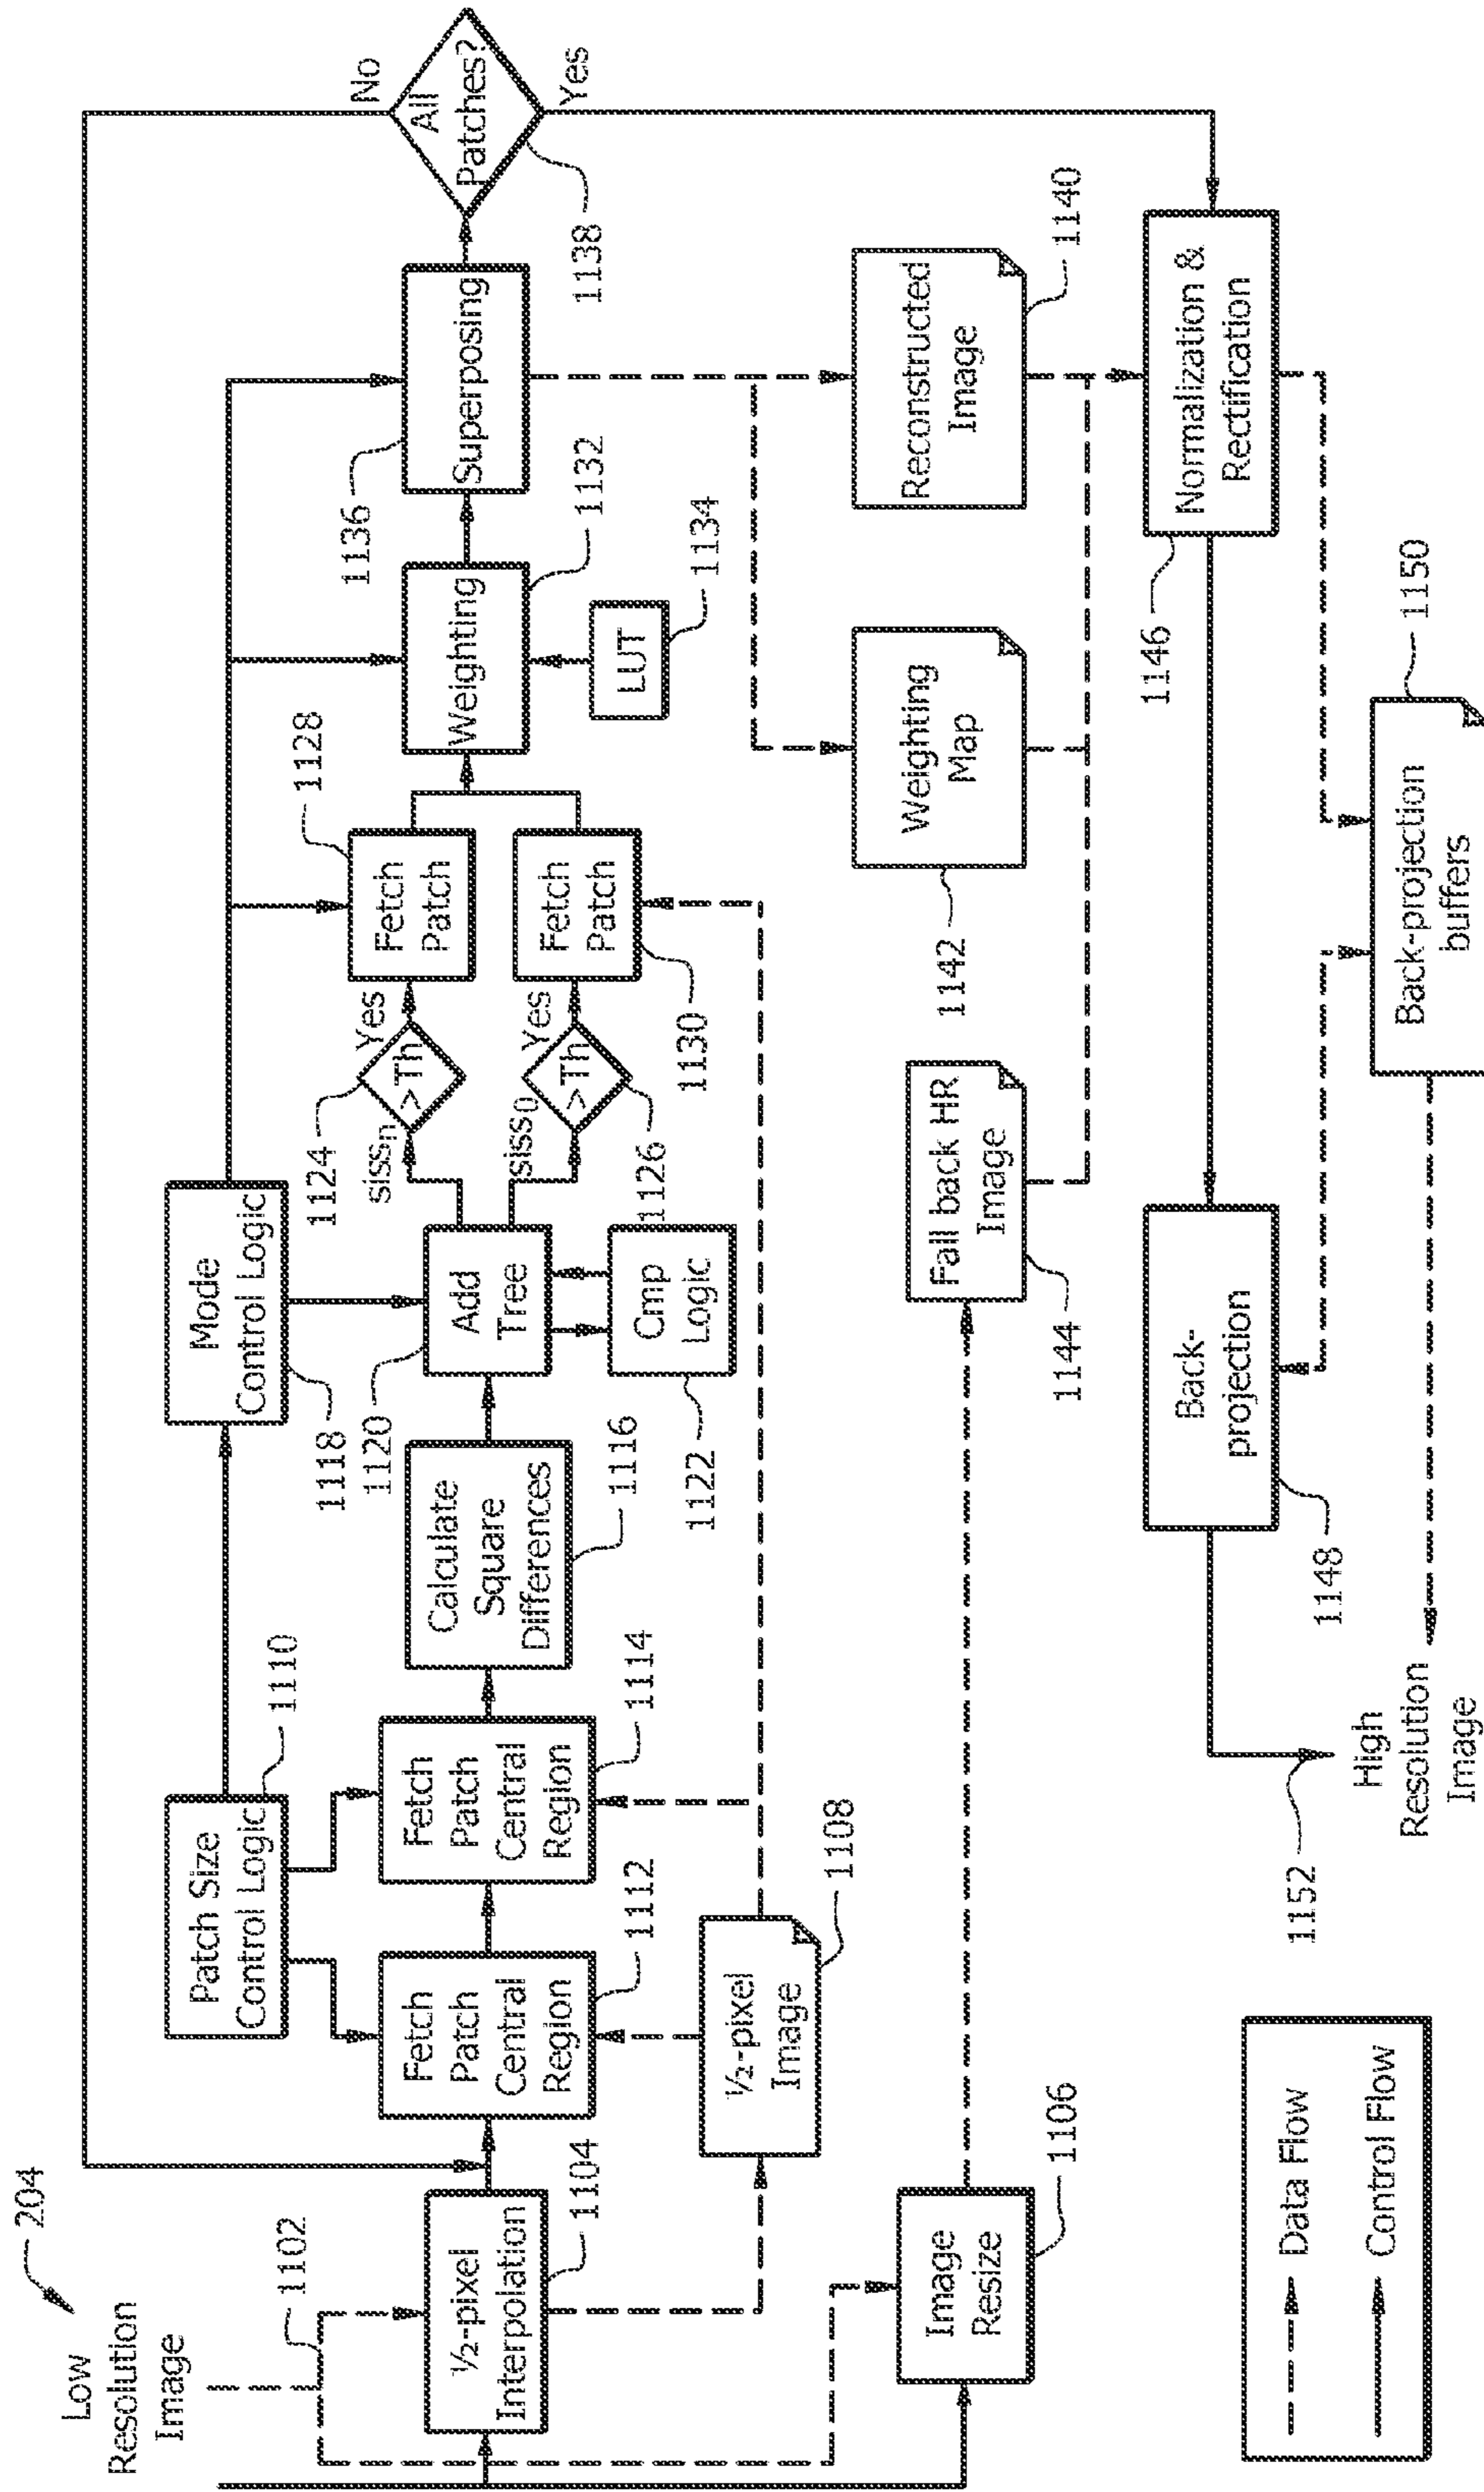 204
Low
Resolution
Image
1102
½-pixel
Interpolation
1104
Image
Resize
1106
½-pixel
Image
1108
Patch Size
Control Logic
1110
Fetch
Patch
Central
Region
1112
Fetch
Patch
Central
Region
1114
Calculate
Square
Differences
1116
Mode
Control Logic
1118
Add
Tree
1120
Cmp
Logic
1122
sissₙ
> Th
Yes
1124
siss₀
> Th
Yes
1126
Fetch
Patch
1128
Fetch
Patch
1130
Weighting
1132
LUT
1134
Superposing
1136
All
Patches?
No
Yes
1138
Reconstructed
Image
1140
Weighting
Map
1142
Fall back HR
Image
1144
Normalization &
Rectification
1146
Back-
projection
1148
Back-projection
buffers
1150
1152
High
Resolution
Image
Data Flow
Control Flow